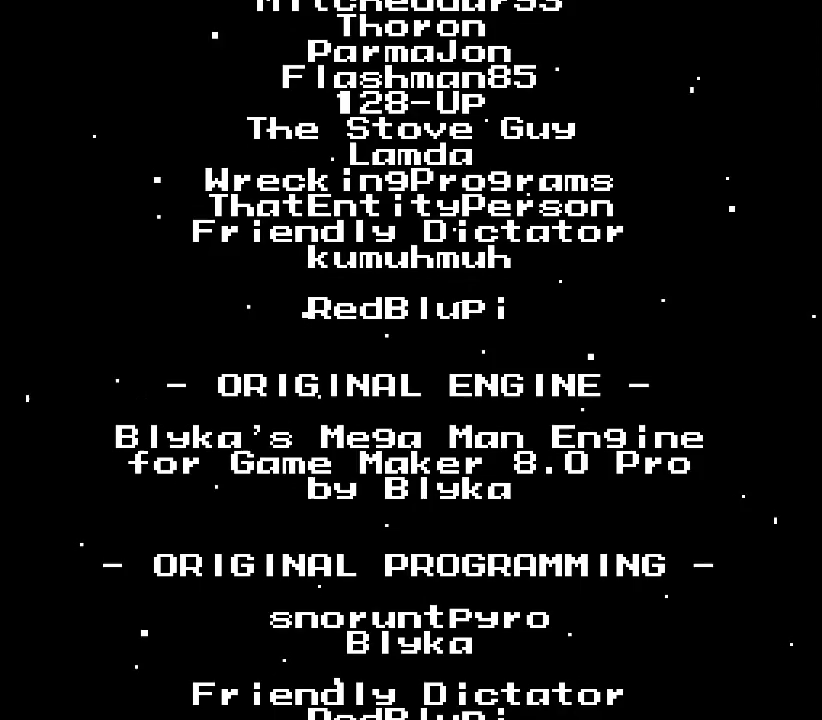 Thoron
ParmaJon
Flashman85
128-UP
The Stove Guy
Lamda
WreckingPrograms
ThatEntityPerson
Friendly Dictator
kumuhmuh
RedBlupi
- ORIGINAL ENGINE -
Blyka's Mega Man Engine
for Game Maker 8.0 Pro
by Blyka
- ORIGINAL PROGRAMMING -
snoruntpyro
Blyka
Friendly Dictator
RedBlupi